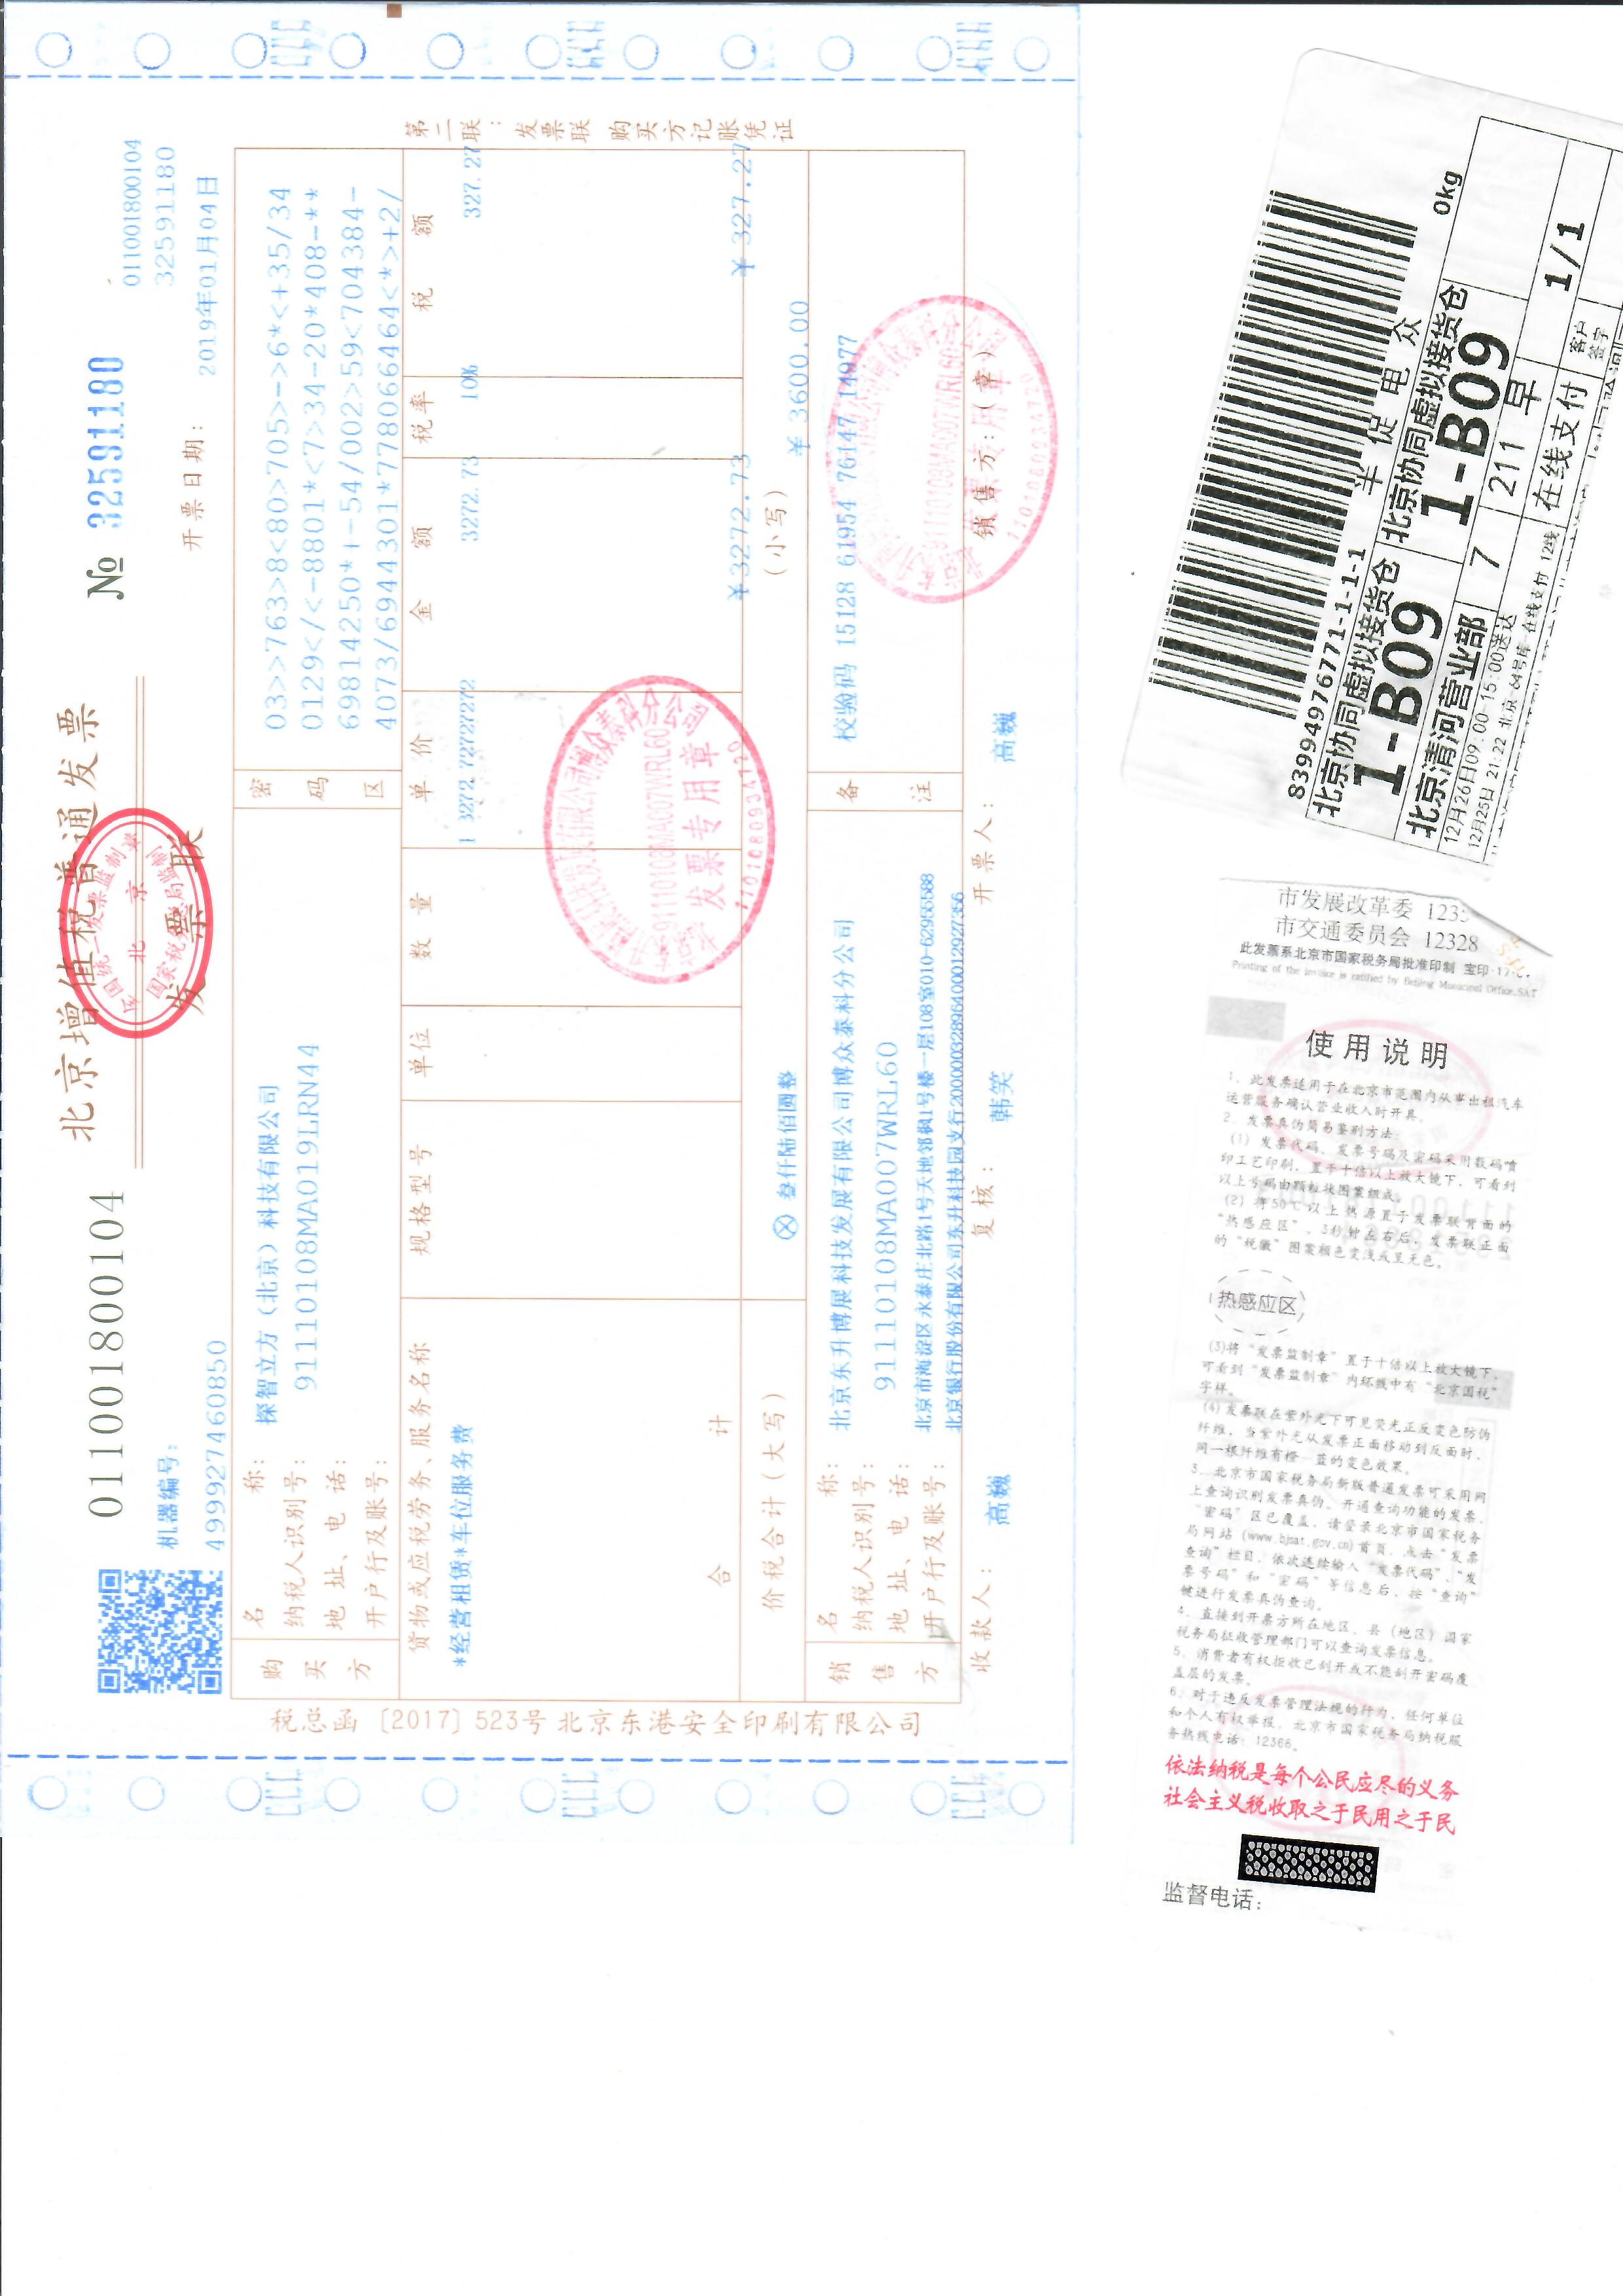 北京增值税普通发票
发票联
全国统一发票监制章
北京
国家税务总局监制
011001800104
№ 32591180
011001800104
32591180
机器编号:
499927460850
开票日期: 2019年01月04日
购买方
名 称: 探智立方（北京）科技有限公司
纳税人识别号: 91110108MA019LRN44
地 址、电 话:
开户行及账号:
密码区
03>>763>8<80>705>->6*<+35/34
0129</<-8801*<7>34-20*408-**
69814250*+-54/002>59<704384-
4073/6944301*778066464<*>+2/
货物或应税劳务、服务名称 规格型号 单位 数量 单价 金额 税率 税额
*经营租赁*车位服务费 1 3272.72727272 3272.73 10% 327.27
合计 ¥3272.73 ¥327.27
价税合计（大写） ⊗ 叁仟陆佰圆整 （小写） ¥3600.00
销售方
名 称: 北京东升博展科技发展有限公司博众泰科分公司
纳税人识别号: 91110108MA007WRL60
地 址、电 话: 北京市海淀区永泰庄北路1号天地邻枫1号楼一层108室010-62955588
开户行及账号: 北京银行股份有限公司东升科技园支行20000032896400012927356
备注
校验码 15128 61954 76147 14977
收款人: 高巍
复核: 韩笑
开票人: 高巍
销售方:（章）
第二联: 发票联 购买方记账凭证
税总函〔2017〕523号北京东港安全印刷有限公司
91110108MA007WRL60
发票专用章
1101080934120
83994976771-1-1-1
半 促 电 众
0kg
北京协同虚拟接货仓
1-B09
北京协同虚拟接货仓
1-B09
北京清河营业部
7
211 早
1/1
12月26日09:00-15:00送达
在线支付
客户签字
12月25日 21:22 北京-64号库-在线支付 12线
市发展改革委
市交通委员会 12328
此发票系北京市国家税务局批准印制
Printing of the invoice is ratified by Beijing Municipal Office,SAT
使用说明
1、此发票适用于在北京市范围内从事出租汽车
运营服务确认营业收入时开具。
2、发票真伪简易鉴别方法:
(1) 发票代码、发票号码及密码采用数码喷
印工艺印刷，置于十倍以上放大镜下，可看到
以上号码由颗粒状图案组成。
(2) 将50℃以上热源置于发票联背面的
“热感应区”，3秒钟左右后，发票联正面
的“税徽”图案颜色变浅或呈无色。
热感应区
(3)将“发票监制章”置于十倍以上放大镜下，
可看到“发票监制章”内环线中有“北京国税”
字样。
(4)发票联在紫外光下可见荧光正反变色防伪
纤维，当紫外光从发票正面移动到反面时，
同一根纤维有橙－蓝的变色效果。
3、北京市国家税务局新版普通发票可采用网
上查询识别发票真伪、开通查询功能的发票，
“密码”区已覆盖，请登录北京市国家税务
局网站(www.bjsat.gov.cn)首页，点击“发票
查询”栏目，依次连续输入“发票代码”、“发
票号码”和“密码”等信息后，按“查询”
键进行发票真伪查询。
4、直接到开票方所在地区、县（地区）国家
税务局征收管理部门可以查询发票信息。
5、消费者有权拒收已刮开或不能刮开密码覆
盖层的发票。
6、对于违反发票管理法规的行为，任何单位
和个人有权举报，北京市国家税务局纳税服
务热线电话: 12366。
依法纳税是每个公民应尽的义务
社会主义税收取之于民用之于民
监督电话: